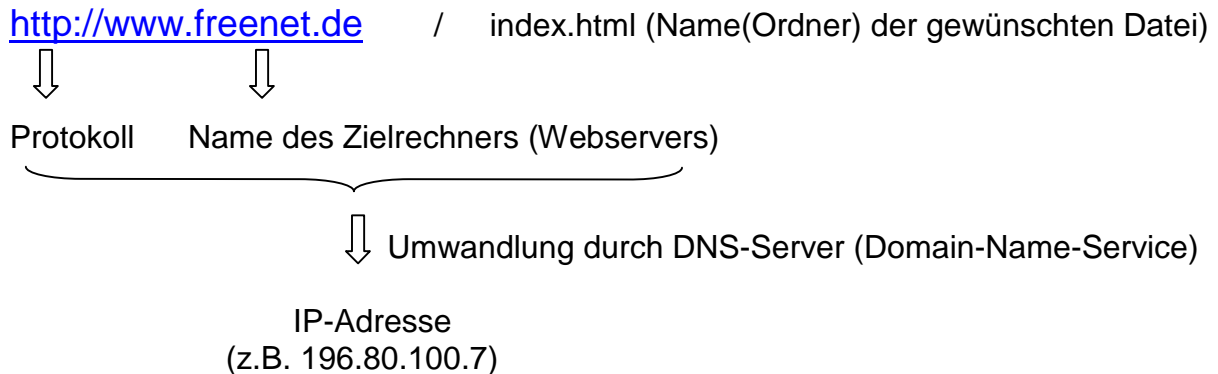 http://www.freenet.de / index.html (Name(Ordner) der gewünschten Datei)
Protokoll Name des Zielrechners (Webservers)
Umwandlung durch DNS-Server (Domain-Name-Service)
IP-Adresse
(z.B. 196.80.100.7)